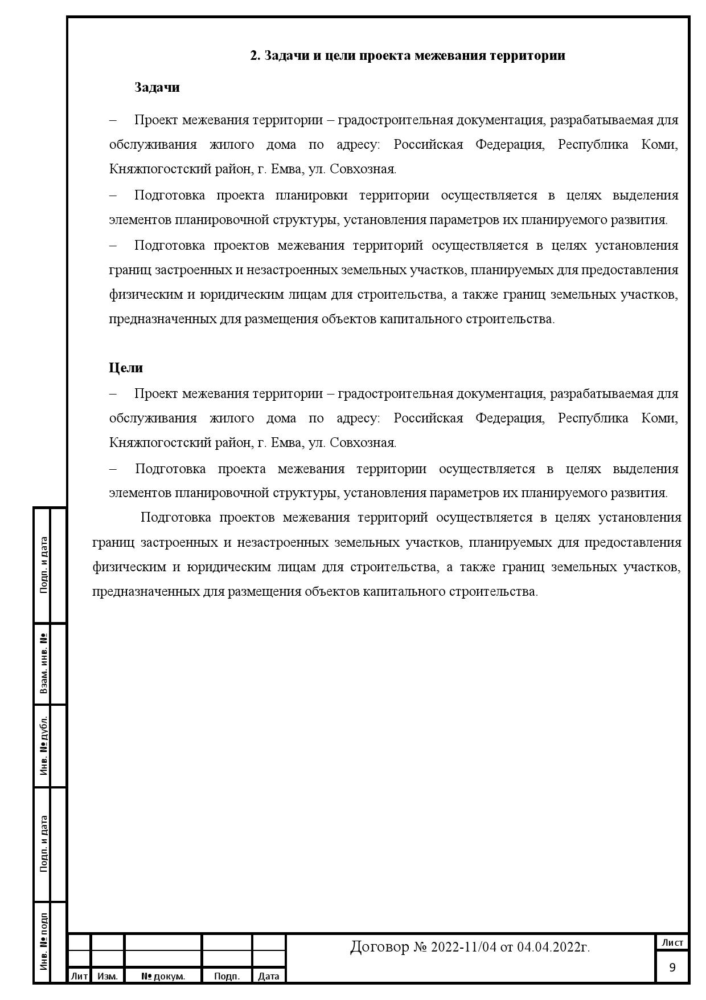 2. Задачи и цели проекта межевания территории
Задачи
– Проект межевания территории – градостроительная документация, разрабатываемая для
обслуживания жилого дома по адресу: Российская Федерация, Республика Коми,
Княжпогостский район, г. Емва, ул. Совхозная.
– Подготовка проекта планировки территории осуществляется в целях выделения
элементов планировочной структуры, установления параметров их планируемого развития.
– Подготовка проектов межевания территорий осуществляется в целях установления
границ застроенных и незастроенных земельных участков, планируемых для предоставления
физическим и юридическим лицам для строительства, а также границ земельных участков,
предназначенных для размещения объектов капитального строительства.
Цели
– Проект межевания территории – градостроительная документация, разрабатываемая для
обслуживания жилого дома по адресу: Российская Федерация, Республика Коми,
Княжпогостский район, г. Емва, ул. Совхозная.
– Подготовка проекта межевания территории осуществляется в целях выделения
элементов планировочной структуры, установления параметров их планируемого развития.
Подготовка проектов межевания территорий осуществляется в целях установления
границ застроенных и незастроенных земельных участков, планируемых для предоставления
физическим и юридическим лицам для строительства, а также границ земельных участков,
предназначенных для размещения объектов капитального строительства.
Подп. и дата
Взам. инв. №
Инв. № дубл.
Подп. и дата
Инв. № подп
Договор № 2022-11/04 от 04.04.2022г.
Лист
9
Лит Изм. № докум. Подп. Дата